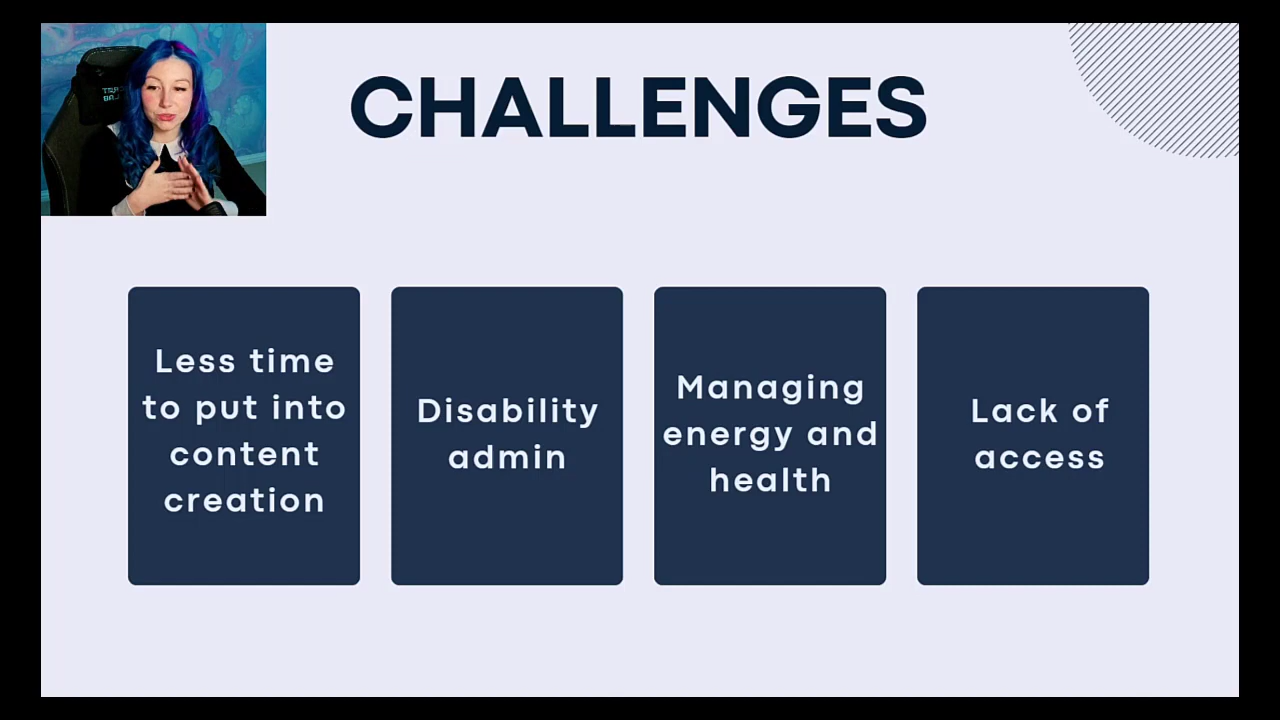 CHALLENGES
Less time
to put into
content
creation
Disability
admin
Managing
energy and
health
Lack of
access